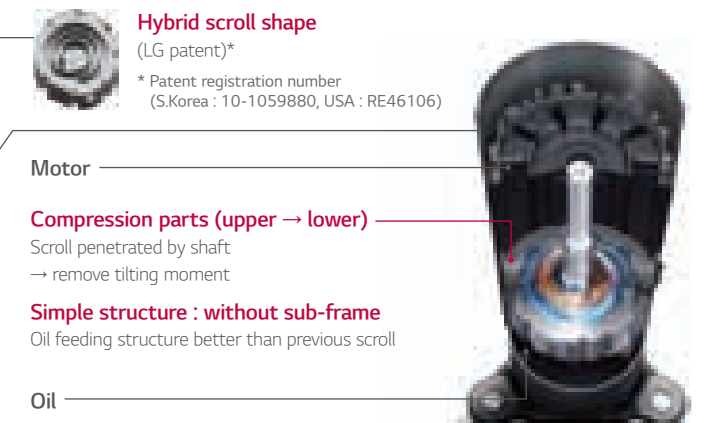 Hybrid scroll shape
(LG patent)*
* Patent registration number
(S.Korea : 10-1059880, USA : RE46106)
Motor
Compression parts (upper → lower)
Scroll penetrated by shaft
→ remove tilting moment
Simple structure : without sub-frame
Oil feeding structure better than previous scroll
Oil